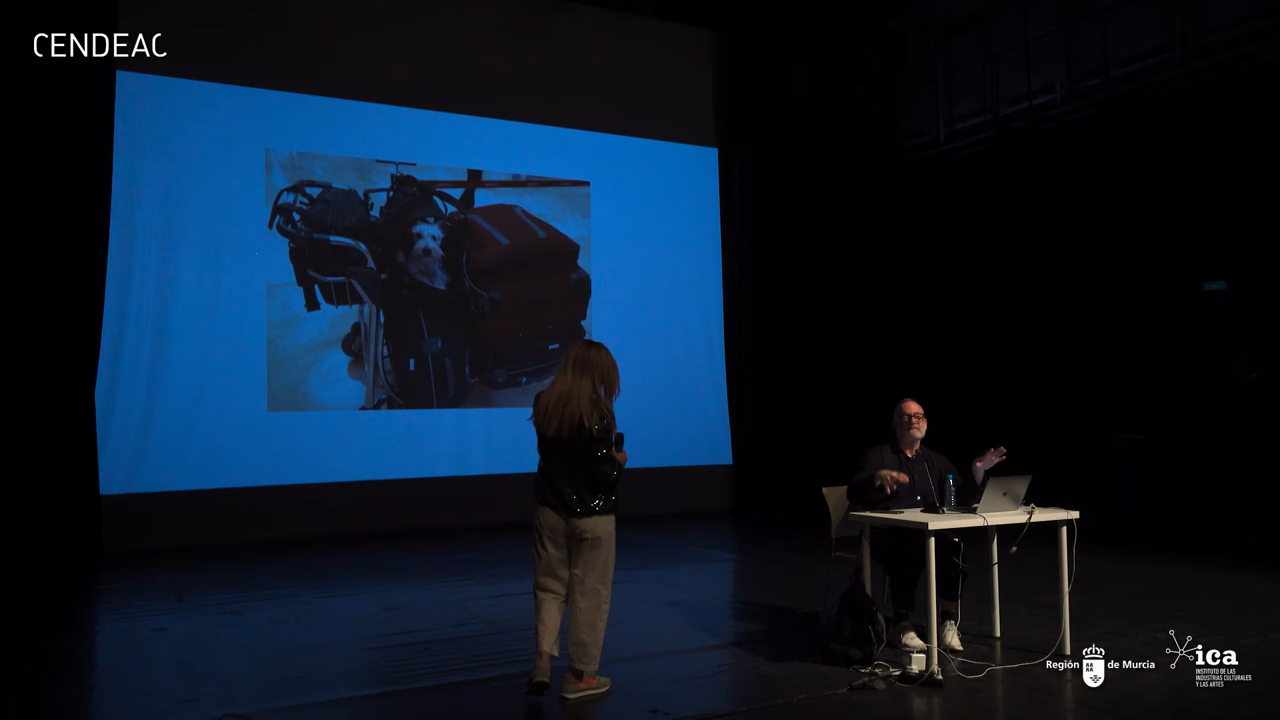 CENDEAC
Región de Murcia
ica
INSTITUTO DE LAS
INDUSTRIAS CULTURALES
Y LAS ARTES